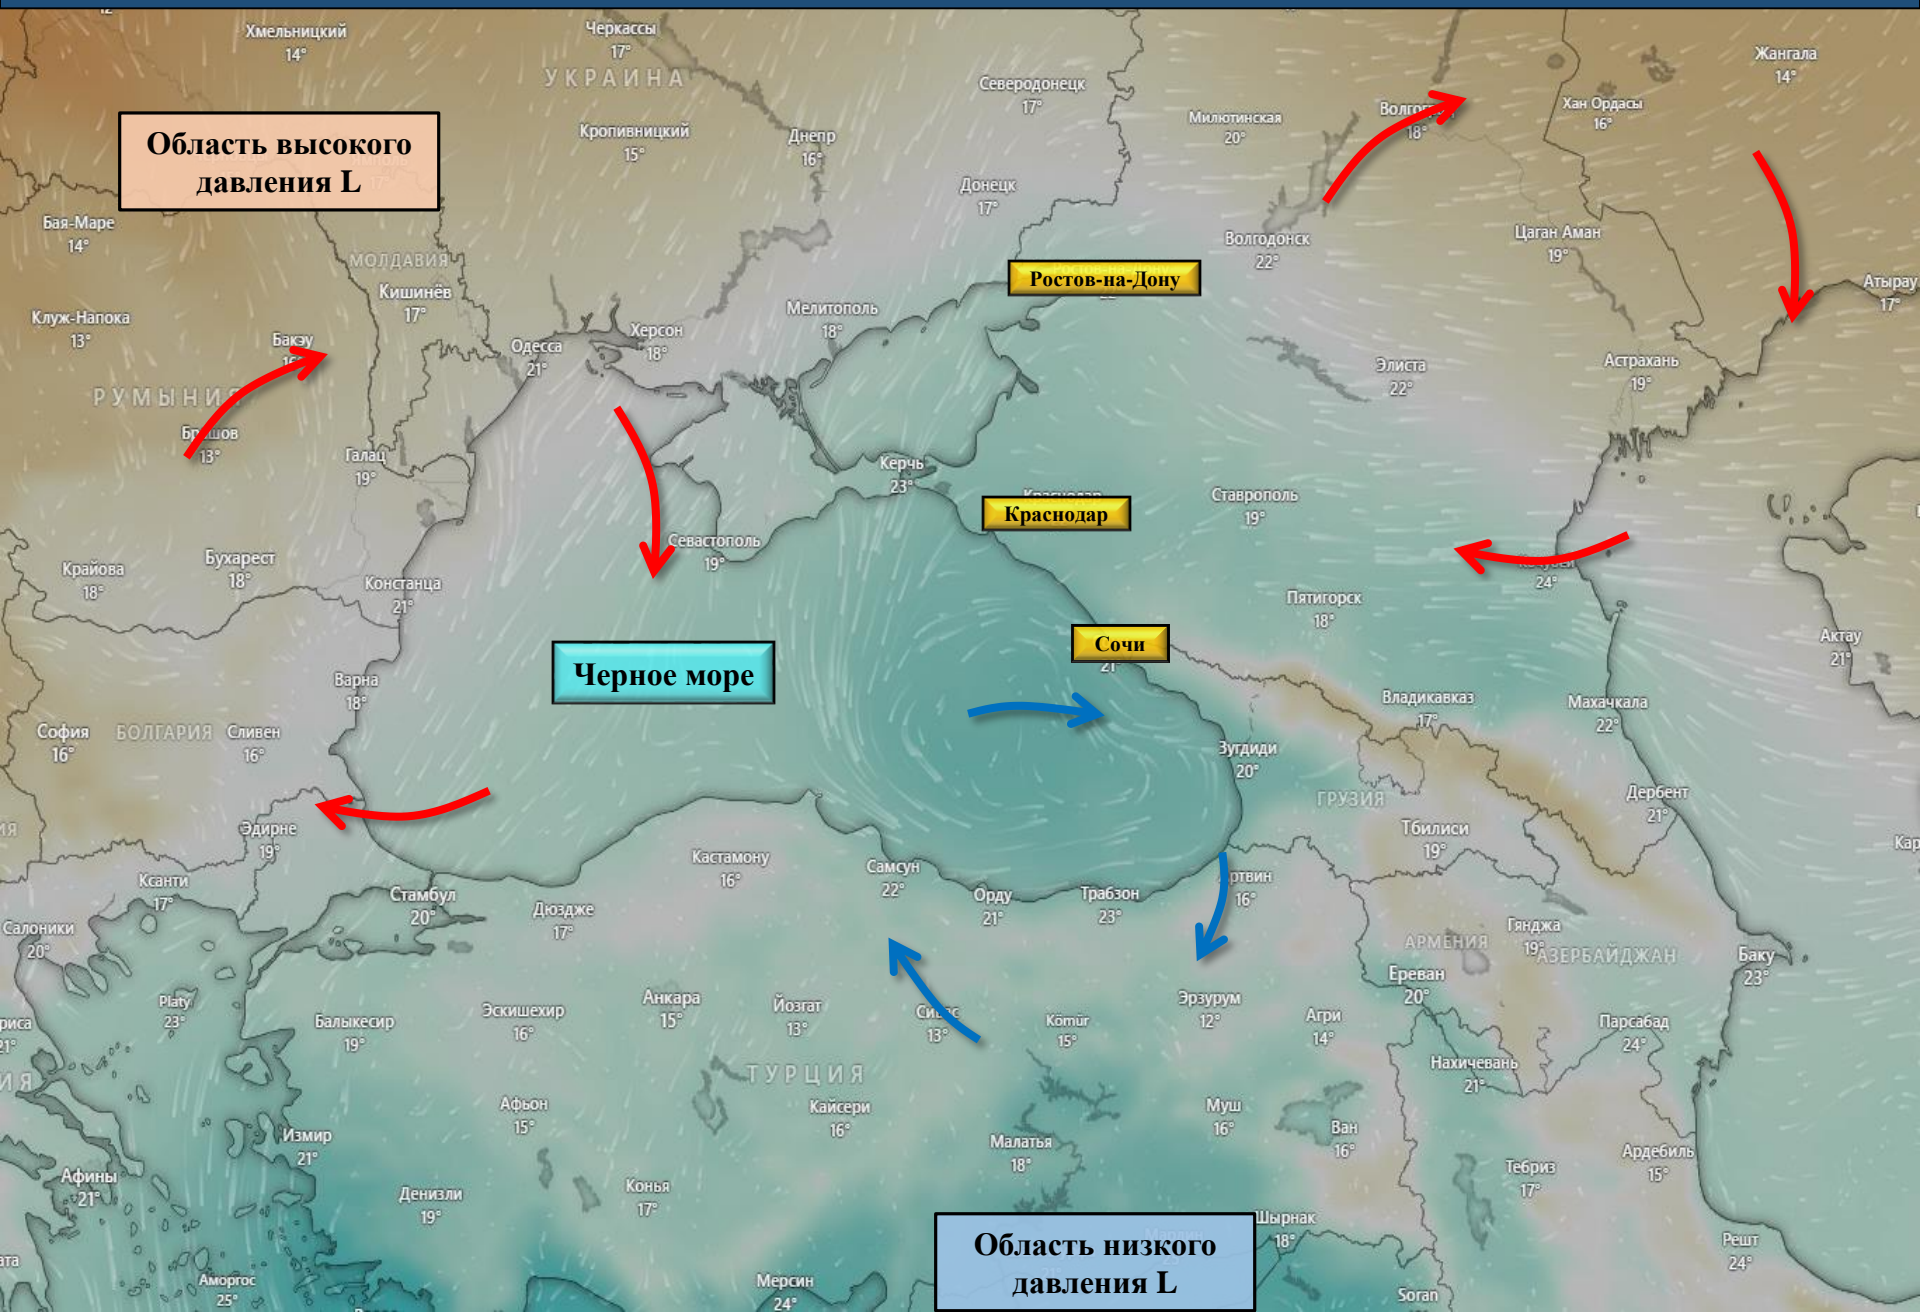 Хмельницкий
14°
Черкассы
17°
УКРАИНА
Северодонецк
17°
Жангала
14°
Хан Ордасы
16°
Милютинская
20°
18°
Область высокого
давления L
Кропивницкий
15°
Днепр
16°
Донецк
17°
Бая-Маре
14°
МОЛДАВИЯ
Кишинёв
17°
Волгодонск
22°
Цаган Аман
19°
Ростов-на-Дону
Атырау
17°
Клуж-Напока
13°
Бакэу
Одесса
21°
Херсон
18°
Мелитополь
18°
Элиста
22°
Астрахань
19°
РУМЫНИЯ
Брашов
13°
Галац
19°
Керчь
23°
Краснодар
Ставрополь
19°
Севастополь
19°
Крайова
18°
Бухарест
18°
Констанца
21°
24°
Пятигорск
18°
Сочи
21°
Актау
21°
Черное море
Варна
18°
Владикавказ
17°
Махачкала
22°
София
16°
БОЛГАРИЯ
Сливен
16°
Зугдиди
20°
ГРУЗИЯ
Дербент
21°
Эдирне
19°
Тбилиси
19°
Кастамону
16°
Самсун
22°
Орду
21°
Трабзон
23°
Артвин
16°
Ксанти
17°
Стамбул
20°
Дюздже
17°
Салоники
20°
Гянджа
19°
АРМЕНИЯ
АЗЕРБАЙДЖАН
Баку
23°
Ереван
20°
Platy
23°
Балыкесир
19°
Эскишехир
16°
Анкара
15°
Йозгат
13°
Сивас
13°
Kömür
15°
Эрзурум
12°
Агри
14°
Парсабад
24°
Нахичевань
21°
ТУРЦИЯ
Афьон
15°
Кайсери
16°
Муш
16°
Ван
16°
Измир
21°
Малатья
18°
Ардебиль
15°
Тебриз
17°
Афины
21°
Денизли
19°
Конья
17°
Область низкого
давления L
Шырнак
18°
Решт
24°
Аморгос
25°
Мерсин
24°
Soran